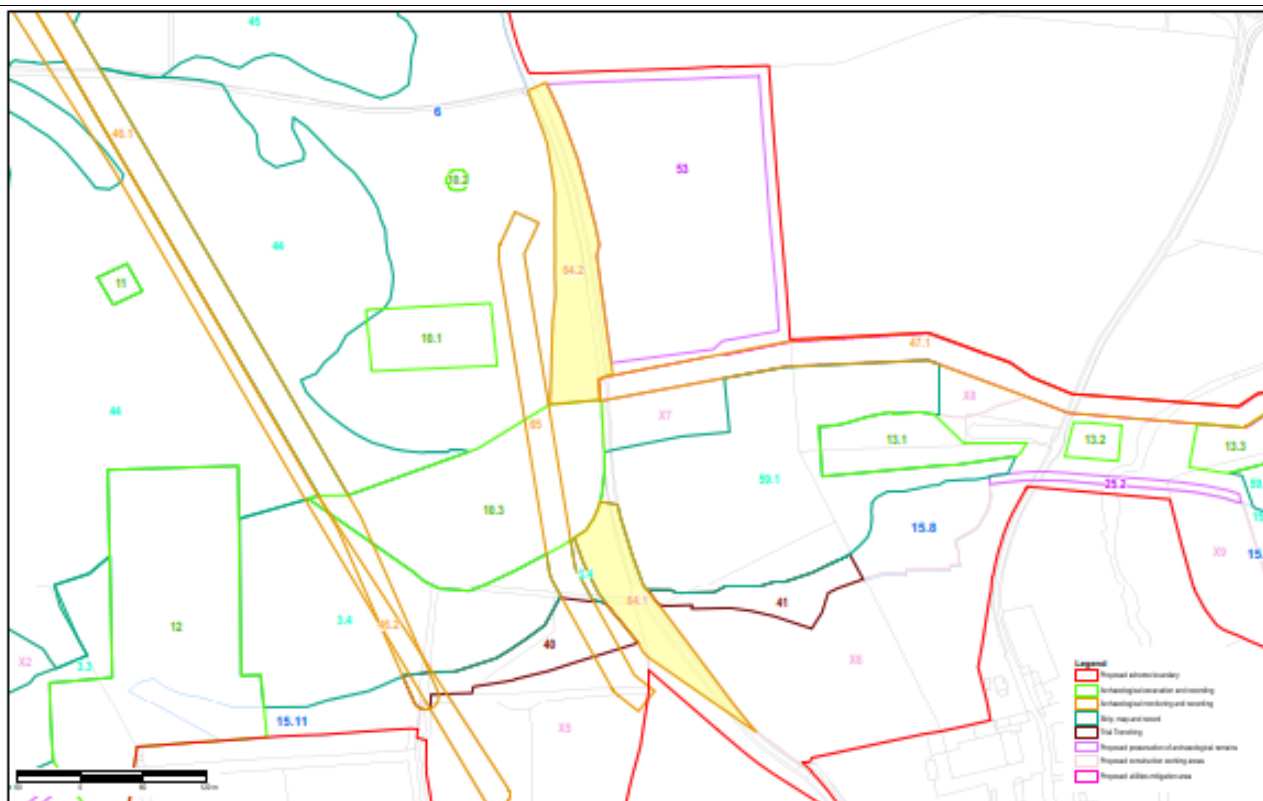 45
46.1
6
10.2
53
44
64.2
11
10.1
47.1
X7
X8
44
65
13.1
13.2
13.3
59.1
25.2
10.3
15.8
X9
15.
3.4
64.1
41
12
3.4
46.2
40
X2
3.3
X6
15.11
X5
Legend
Proposed scheme boundary
Archaeological excavation and recording
Archaeological monitoring and recording
Strip, map and record
Trial Trenching
Proposed preservation of archaeological remains
Proposed construction working areas
Proposed utilities mitigation area